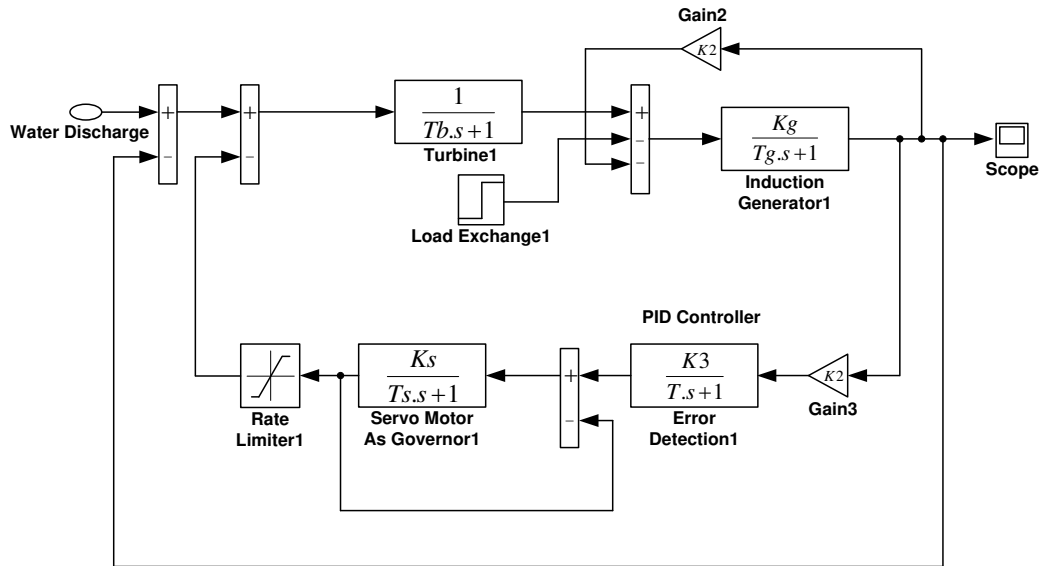 Gain2
K2
Water Discharge
+
−
+
−
1
Tb.s+1
Turbine1
+
−
−
Kg
Tg.s+1
Induction
Generator1
Scope
Load Exchange1
PID Controller
Rate
Limiter1
Ks
Ts.s+1
Servo Motor
As Governor1
+
−
K3
T.s+1
Error
Detection1
K2
Gain3